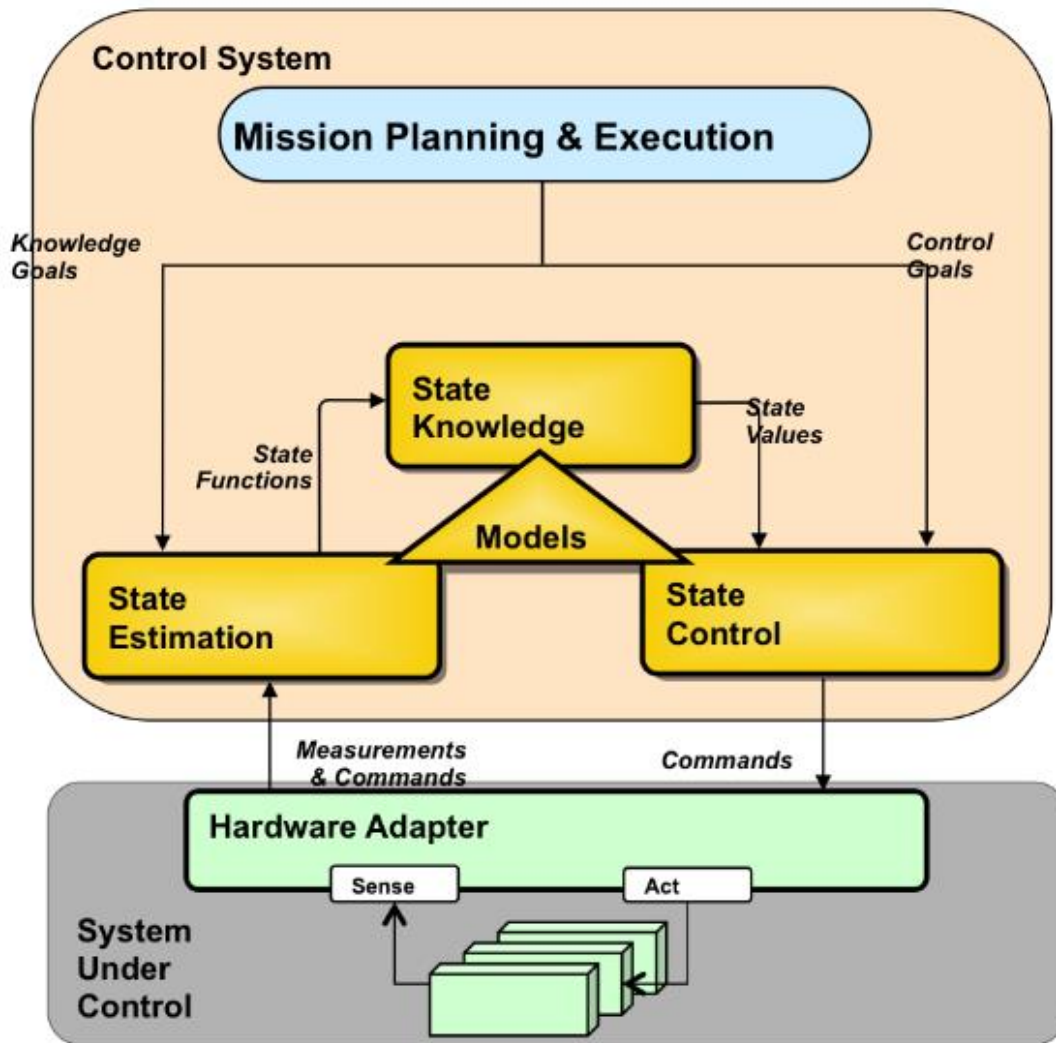 Control System
Mission Planning & Execution
Knowledge
Goals
Control
Goals
State
Knowledge
State
Values
State
Functions
Models
State
Estimation
State
Control
Measurements
& Commands
Commands
Hardware Adapter
Sense
Act
System
Under
Control